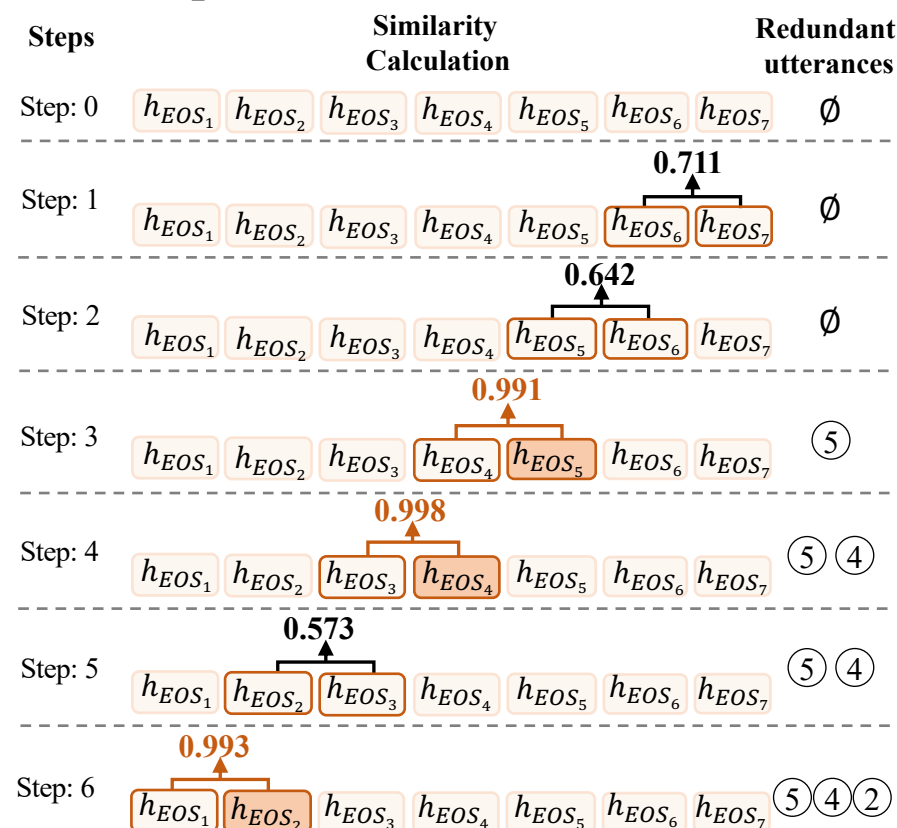 Steps Similarity Calculation Redundant utterances
Step: 0 h_EOS₁ h_EOS₂ h_EOS₃ h_EOS₄ h_EOS₅ h_EOS₆ h_EOS₇ ∅
0.711
Step: 1 h_EOS₁ h_EOS₂ h_EOS₃ h_EOS₄ h_EOS₅ h_EOS₆ h_EOS₇ ∅
0.642
Step: 2 h_EOS₁ h_EOS₂ h_EOS₃ h_EOS₄ h_EOS₅ h_EOS₆ h_EOS₇ ∅
0.991
Step: 3 h_EOS₁ h_EOS₂ h_EOS₃ h_EOS₄ h_EOS₅ h_EOS₆ h_EOS₇ ⑤
0.998
Step: 4 h_EOS₁ h_EOS₂ h_EOS₃ h_EOS₄ h_EOS₅ h_EOS₆ h_EOS₇ ⑤ ④
0.573
Step: 5 h_EOS₁ h_EOS₂ h_EOS₃ h_EOS₄ h_EOS₅ h_EOS₆ h_EOS₇ ⑤ ④
0.993
Step: 6 h_EOS₁ h_EOS₂ h_EOS₃ h_EOS₄ h_EOS₅ h_EOS₆ h_EOS₇ ⑤④②